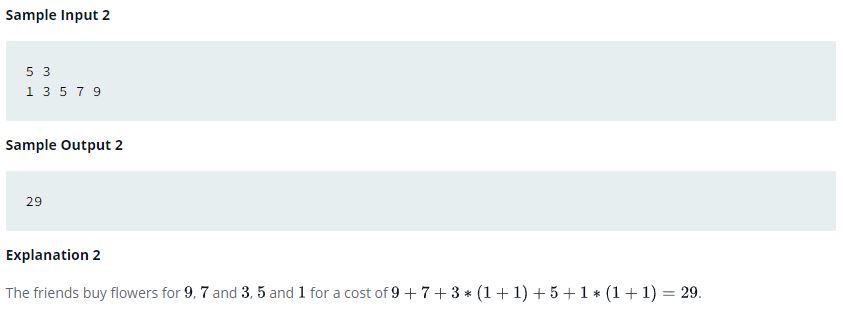 Sample Input 2
5 3
1 3 5 7 9
Sample Output 2
29
Explanation 2
The friends buy flowers for 9, 7 and 3, 5 and 1 for a cost of 9 + 7 + 3 * (1 + 1) + 5 + 1 * (1 + 1) = 29.